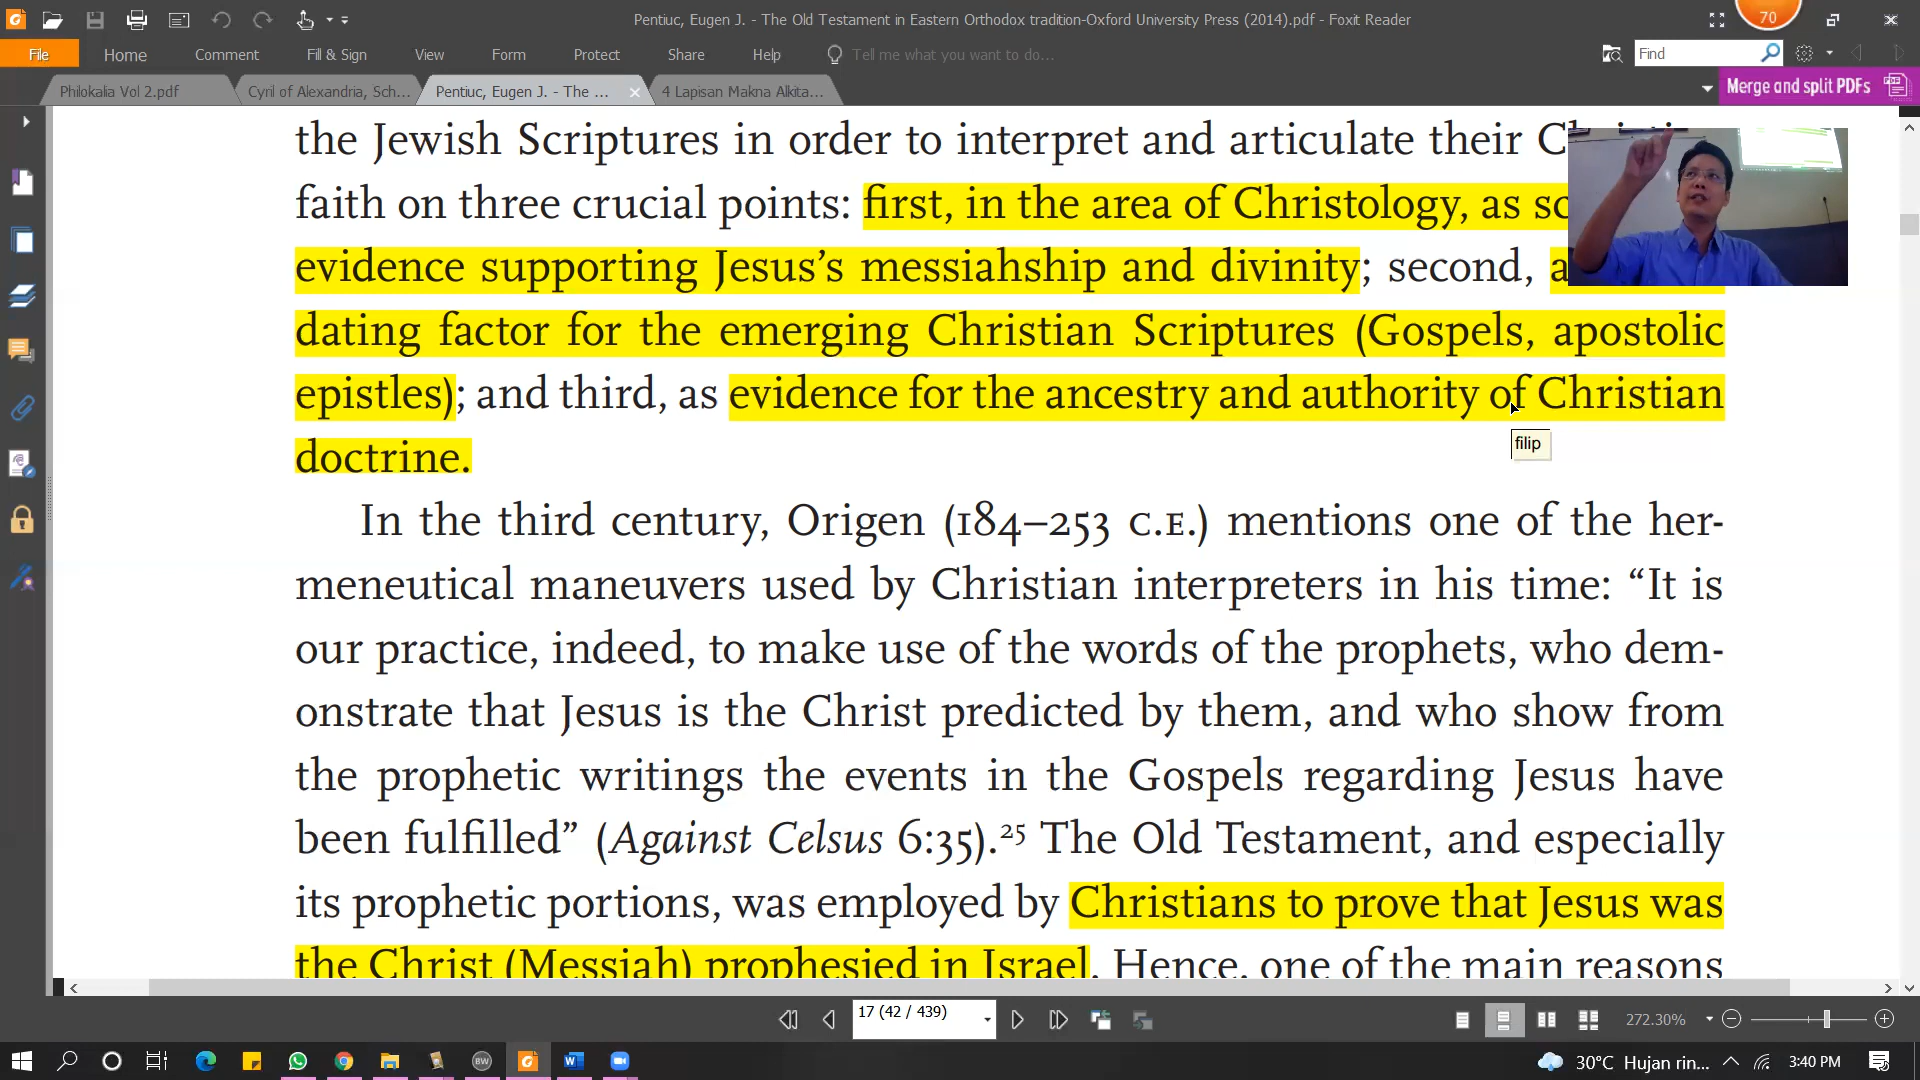 Pentiuc, Eugen J. - The Old Testament in Eastern Orthodox tradition-Oxford University Press (2014).pdf - Foxit Reader
70
File Home Comment Fill & Sign View Form Protect Share Help Tell me what you want to do... Find
Philokalia Vol 2.pdf Cyril of Alexandria, Sch... Pentiuc, Eugen J. - The ... 4 Lapisan Makna Alkita... Merge and split PDFs
the Jewish Scriptures in order to interpret and articulate their
faith on three crucial points: first, in the area of Christology, as
evidence supporting Jesus's messiahship and divinity; second,
dating factor for the emerging Christian Scriptures (Gospels, apostolic
epistles); and third, as evidence for the ancestry and authority of Christian
filip
doctrine.
In the third century, Origen (184–253 C.E.) mentions one of the her-
meneutical maneuvers used by Christian interpreters in his time: “It is
our practice, indeed, to make use of the words of the prophets, who dem-
onstrate that Jesus is the Christ predicted by them, and who show from
the prophetic writings the events in the Gospels regarding Jesus have
been fulfilled” (Against Celsus 6:35).25 The Old Testament, and especially
its prophetic portions, was employed by Christians to prove that Jesus was
the Christ (Messiah) prophesied in Israel. Hence, one of the main reasons
17 (42 / 439) 272.30%
BW 30°C Hujan rin... 3:40 PM